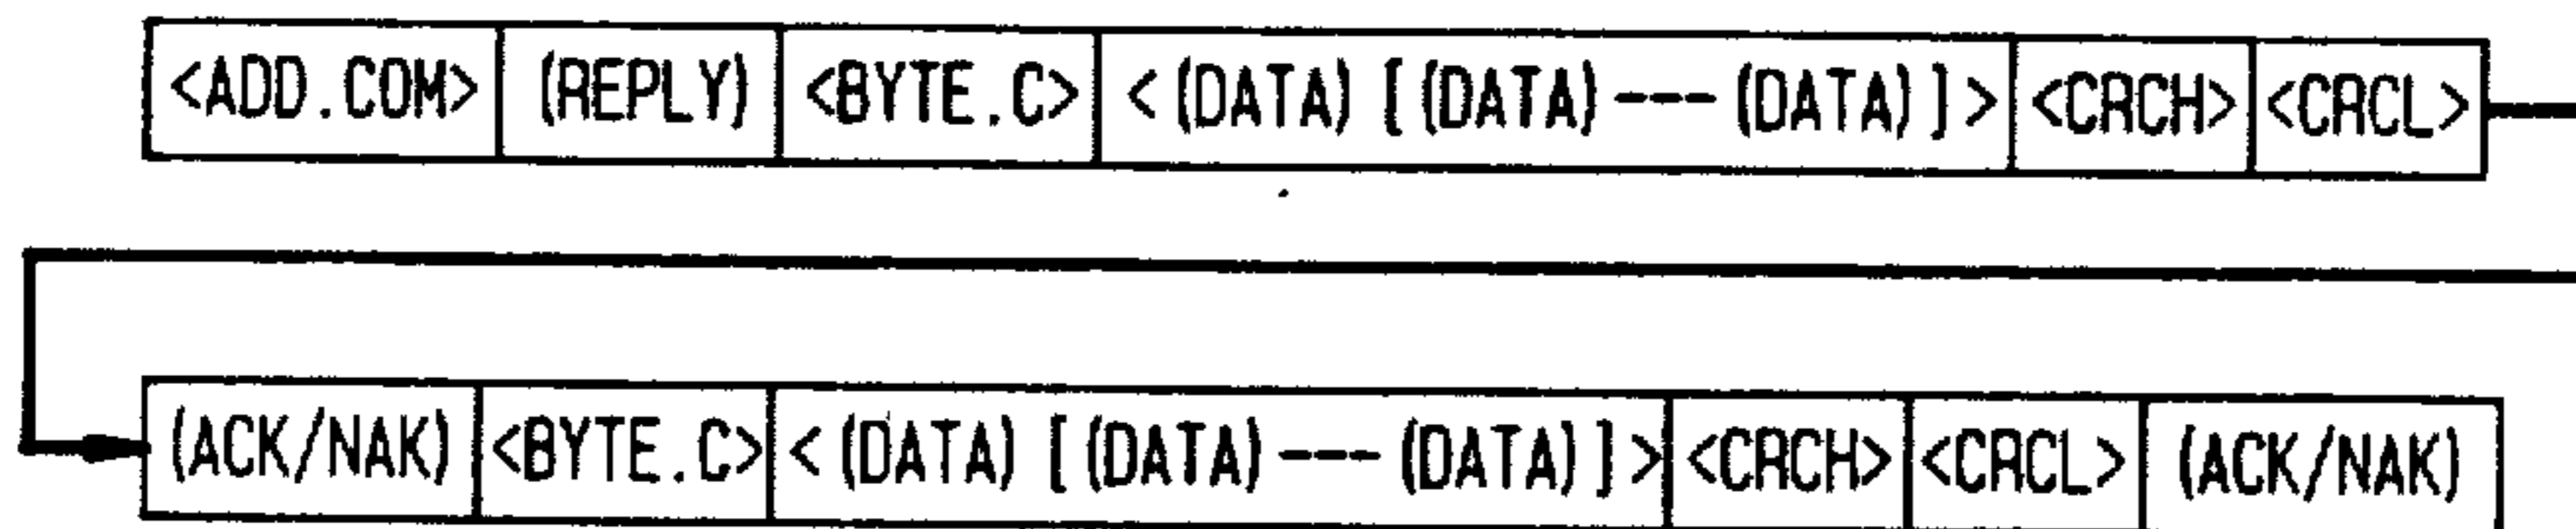 <ADD.COM> (REPLY) <BYTE.C> <(DATA) [(DATA)---(DATA)]> <CRCH> <CRCL>
(ACK/NAK) <BYTE.C> <(DATA) [(DATA)---(DATA)]> <CRCH> <CRCL> (ACK/NAK)